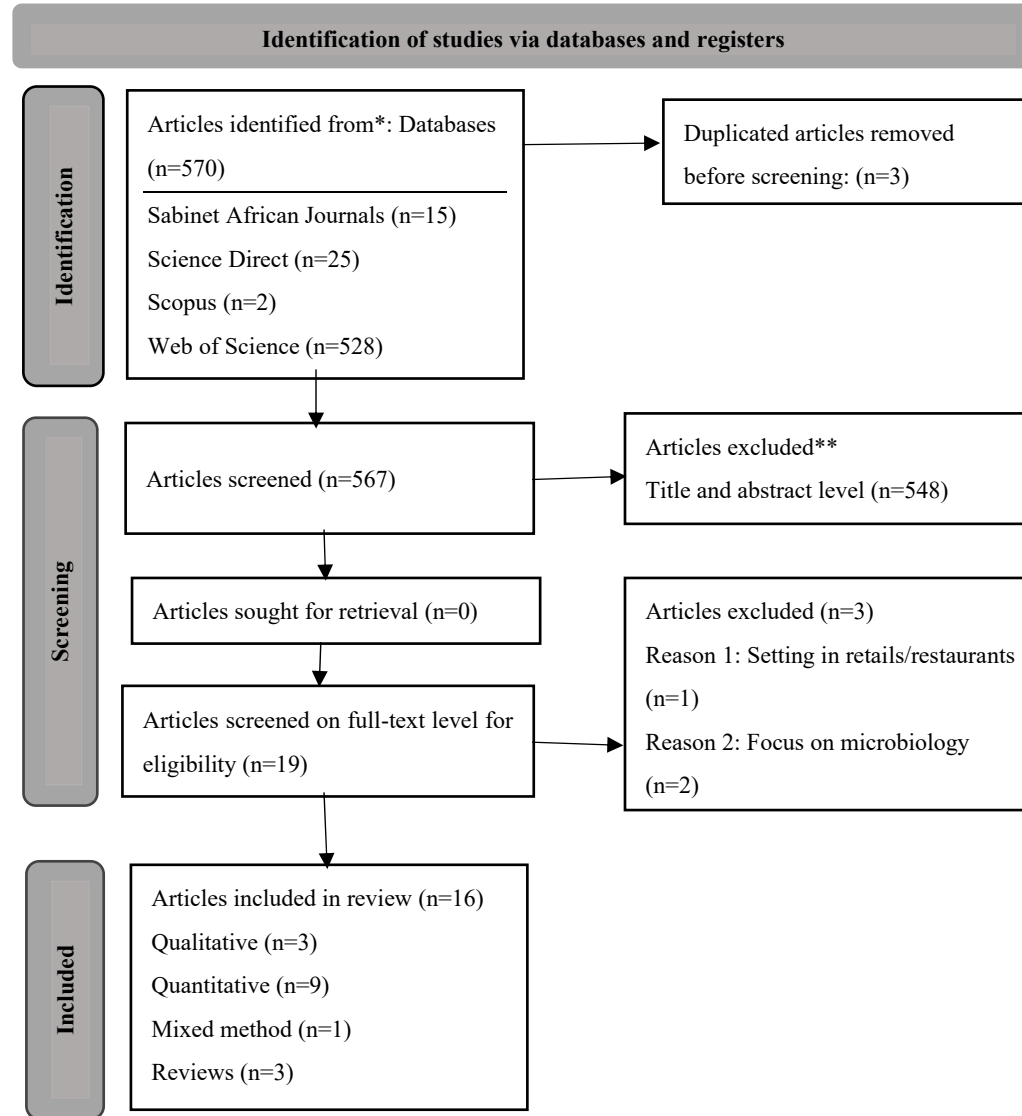 Identification of studies via databases and registers
Identification
Articles identified from*: Databases
(n=570)
Sabinet African Journals (n=15)
Science Direct (n=25)
Scopus (n=2)
Web of Science (n=528)
Duplicated articles removed
before screening: (n=3)
Screening
Articles screened (n=567)
Articles excluded**
Title and abstract level (n=548)
Articles sought for retrieval (n=0)
Articles screened on full-text level for
eligibility (n=19)
Articles excluded (n=3)
Reason 1: Setting in retails/restaurants
(n=1)
Reason 2: Focus on microbiology
(n=2)
Included
Articles included in review (n=16)
Qualitative (n=3)
Quantitative (n=9)
Mixed method (n=1)
Reviews (n=3)